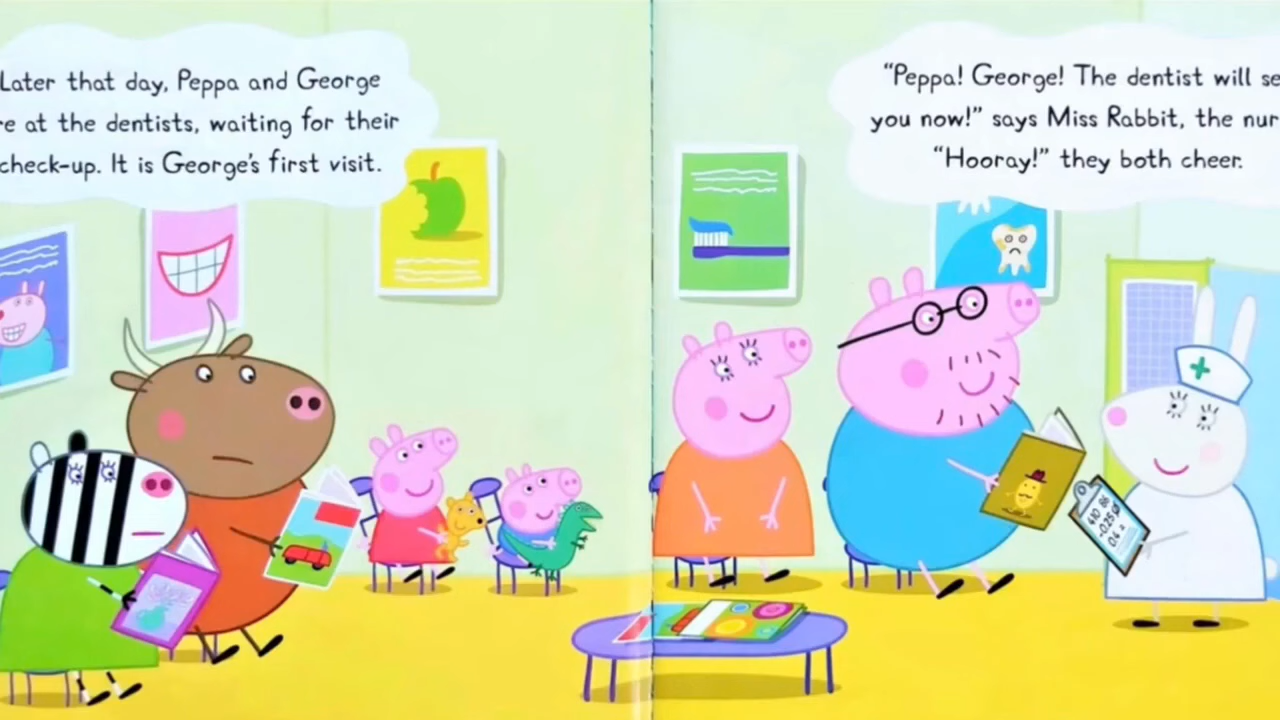 Later that day, Peppa and George
re at the dentists, waiting for their
check-up. It is George's first visit.
"Peppa! George! The dentist will se
you now!" says Miss Rabbit, the nur
"Hooray!" they both cheer.